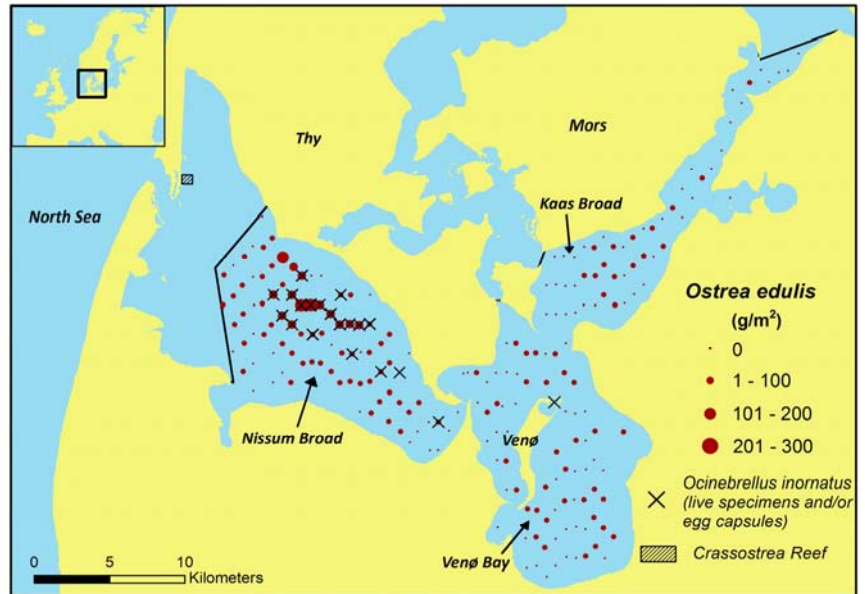 Thy
Mors
North Sea
Kaas Broad
Nissum Broad
Venø
Venø Bay
Ostrea edulis
(g/m²)
0
1 - 100
101 - 200
201 - 300
Ocinebrellus inornatus
(live specimens and/or
egg capsules)
Crassostrea Reef
0 5 10
Kilometers